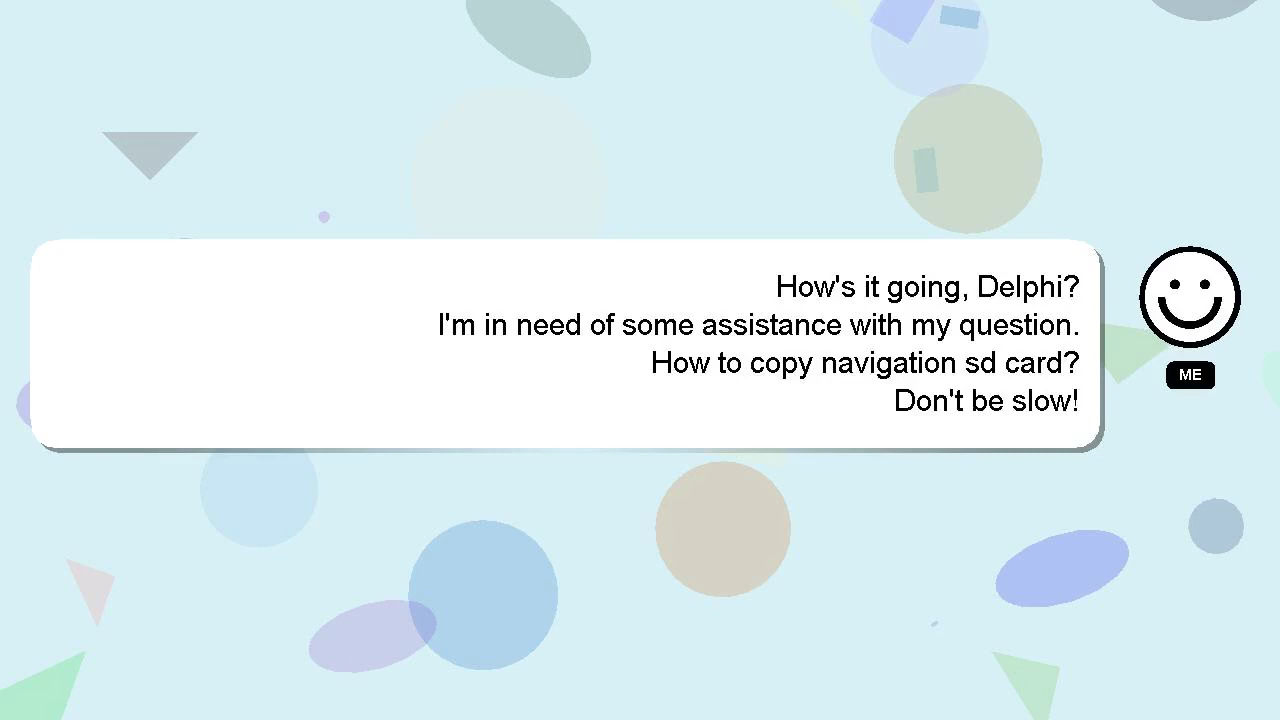 How's it going, Delphi?
I'm in need of some assistance with my question.
How to copy navigation sd card?
Don't be slow!
ME